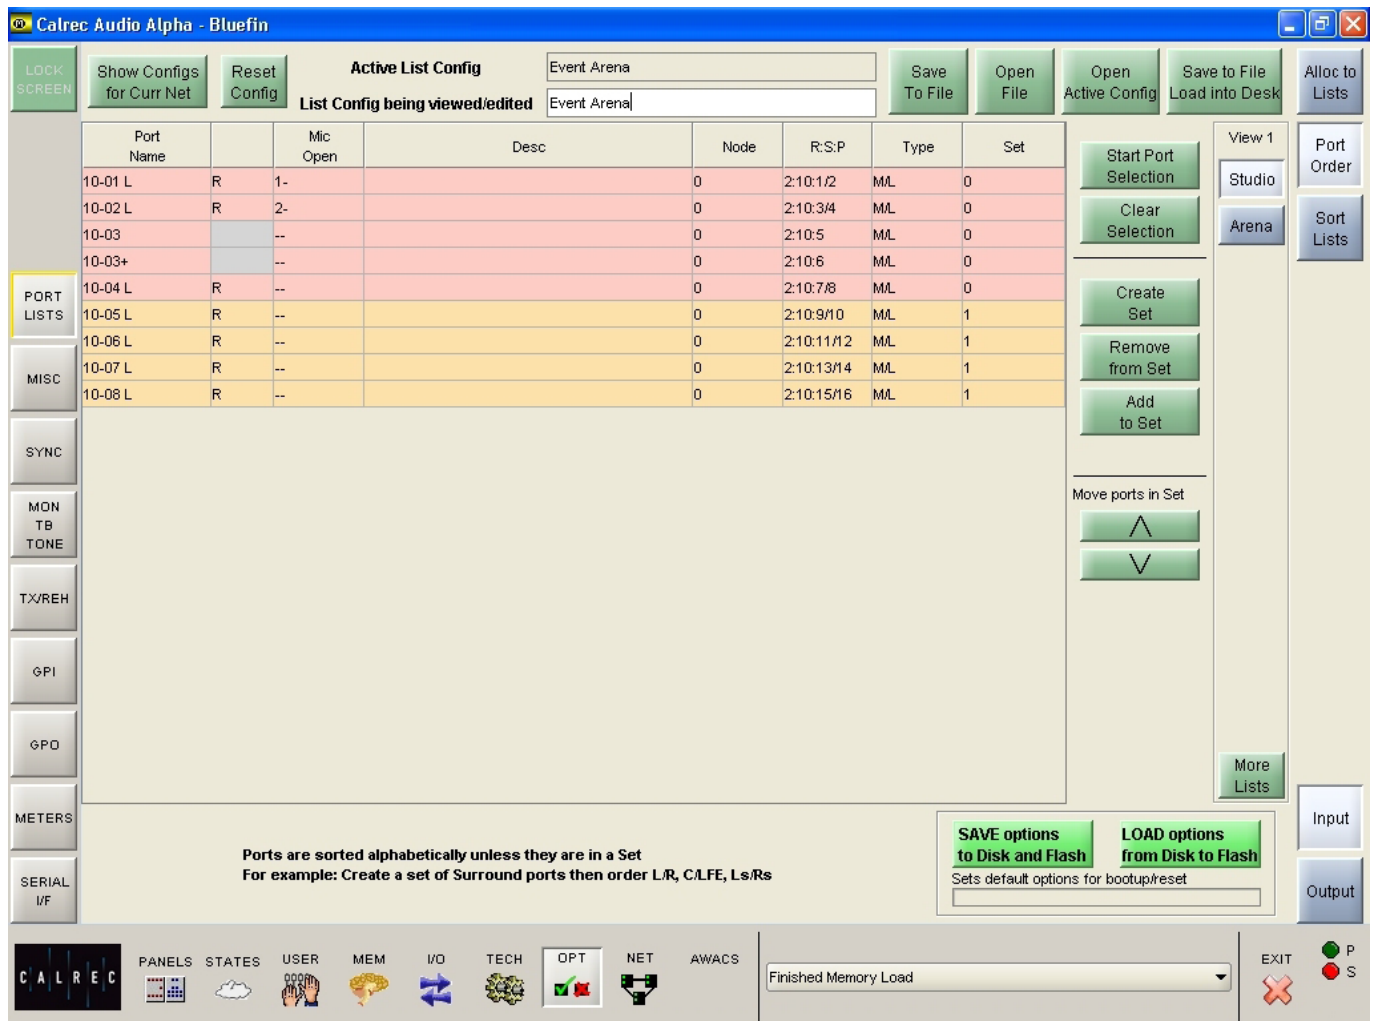 Calrec Audio Alpha - Bluefin
LOCK
SCREEN
Show Configs
for Curr Net
Reset
Config
Active List Config
Event Arena
List Config being viewed/edited
Event Arena
Save
To File
Open
File
Open
Active Config
Save to File
Load into Desk
Alloc to
Lists
Port
Name
Mic
Open
Desc
Node
R:S:P
Type
Set
10-01 L R 1- 0 2:10:1/2 M/L 0
10-02 L R 2- 0 2:10:3/4 M/L 0
10-03 -- 0 2:10:5 M/L 0
10-03+ -- 0 2:10:6 M/L 0
10-04 L R -- 0 2:10:7/8 M/L 0
10-05 L R -- 0 2:10:9/10 M/L 1
10-06 L R -- 0 2:10:11/12 M/L 1
10-07 L R -- 0 2:10:13/14 M/L 1
10-08 L R -- 0 2:10:15/16 M/L 1
Start Port
Selection
Clear
Selection
Create
Set
Remove
from Set
Add
to Set
Move ports in Set
View 1
Studio
Arena
More
Lists
Port
Order
Sort
Lists
Input
Output
PORT
LISTS
MISC
SYNC
MON
TB
TONE
TX/REH
GPI
GPO
METERS
SERIAL
I/F
Ports are sorted alphabetically unless they are in a Set
For example: Create a set of Surround ports then order L/R, C/LFE, Ls/Rs
SAVE options
to Disk and Flash
LOAD options
from Disk to Flash
Sets default options for bootup/reset
CALREC
PANELS
STATES
USER
MEM
I/O
TECH
OPT
NET
AWACS
Finished Memory Load
EXIT
P
S